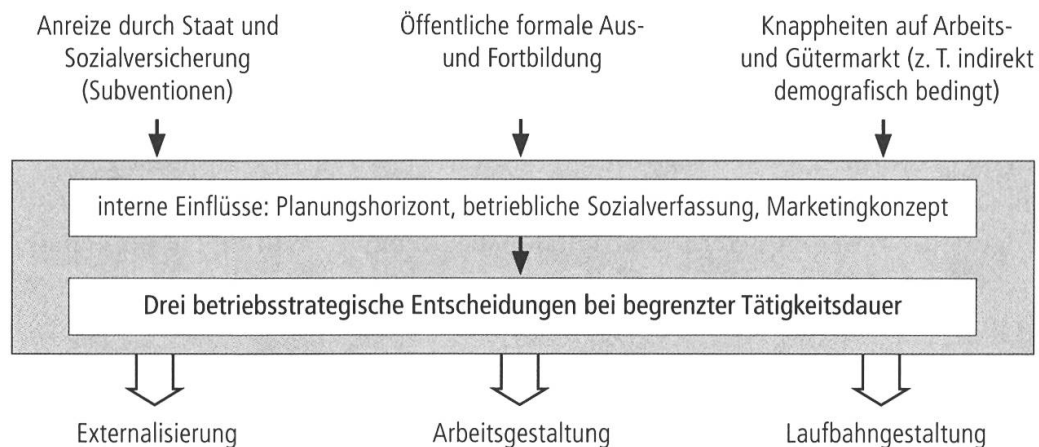 Anreize durch Staat und
Sozialversicherung
(Subventionen)
Öffentliche formale Aus-
und Fortbildung
Knappheiten auf Arbeits-
und Gütermarkt (z. T. indirekt
demografisch bedingt)
interne Einflüsse: Planungshorizont, betriebliche Sozialverfassung, Marketingkonzept
Drei betriebsstrategische Entscheidungen bei begrenzter Tätigkeitsdauer
Externalisierung
Arbeitsgestaltung
Laufbahngestaltung